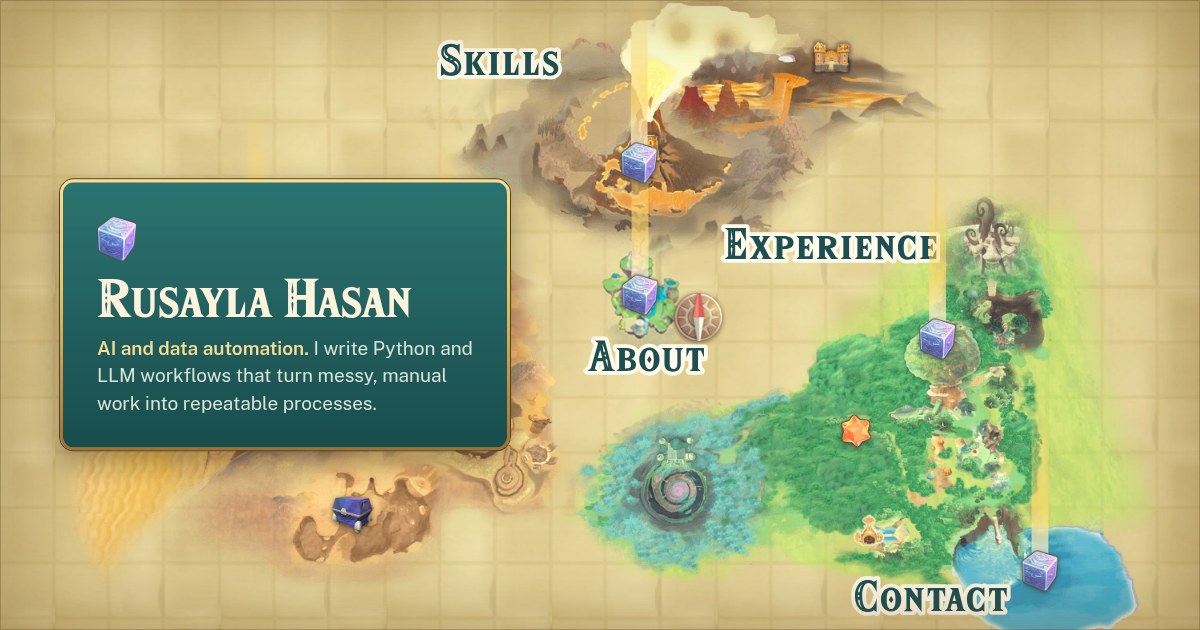 Skills
Experience
Rusayla Hasan
AI and data automation. I write Python and
LLM workflows that turn messy, manual
work into repeatable processes.
About
Contact